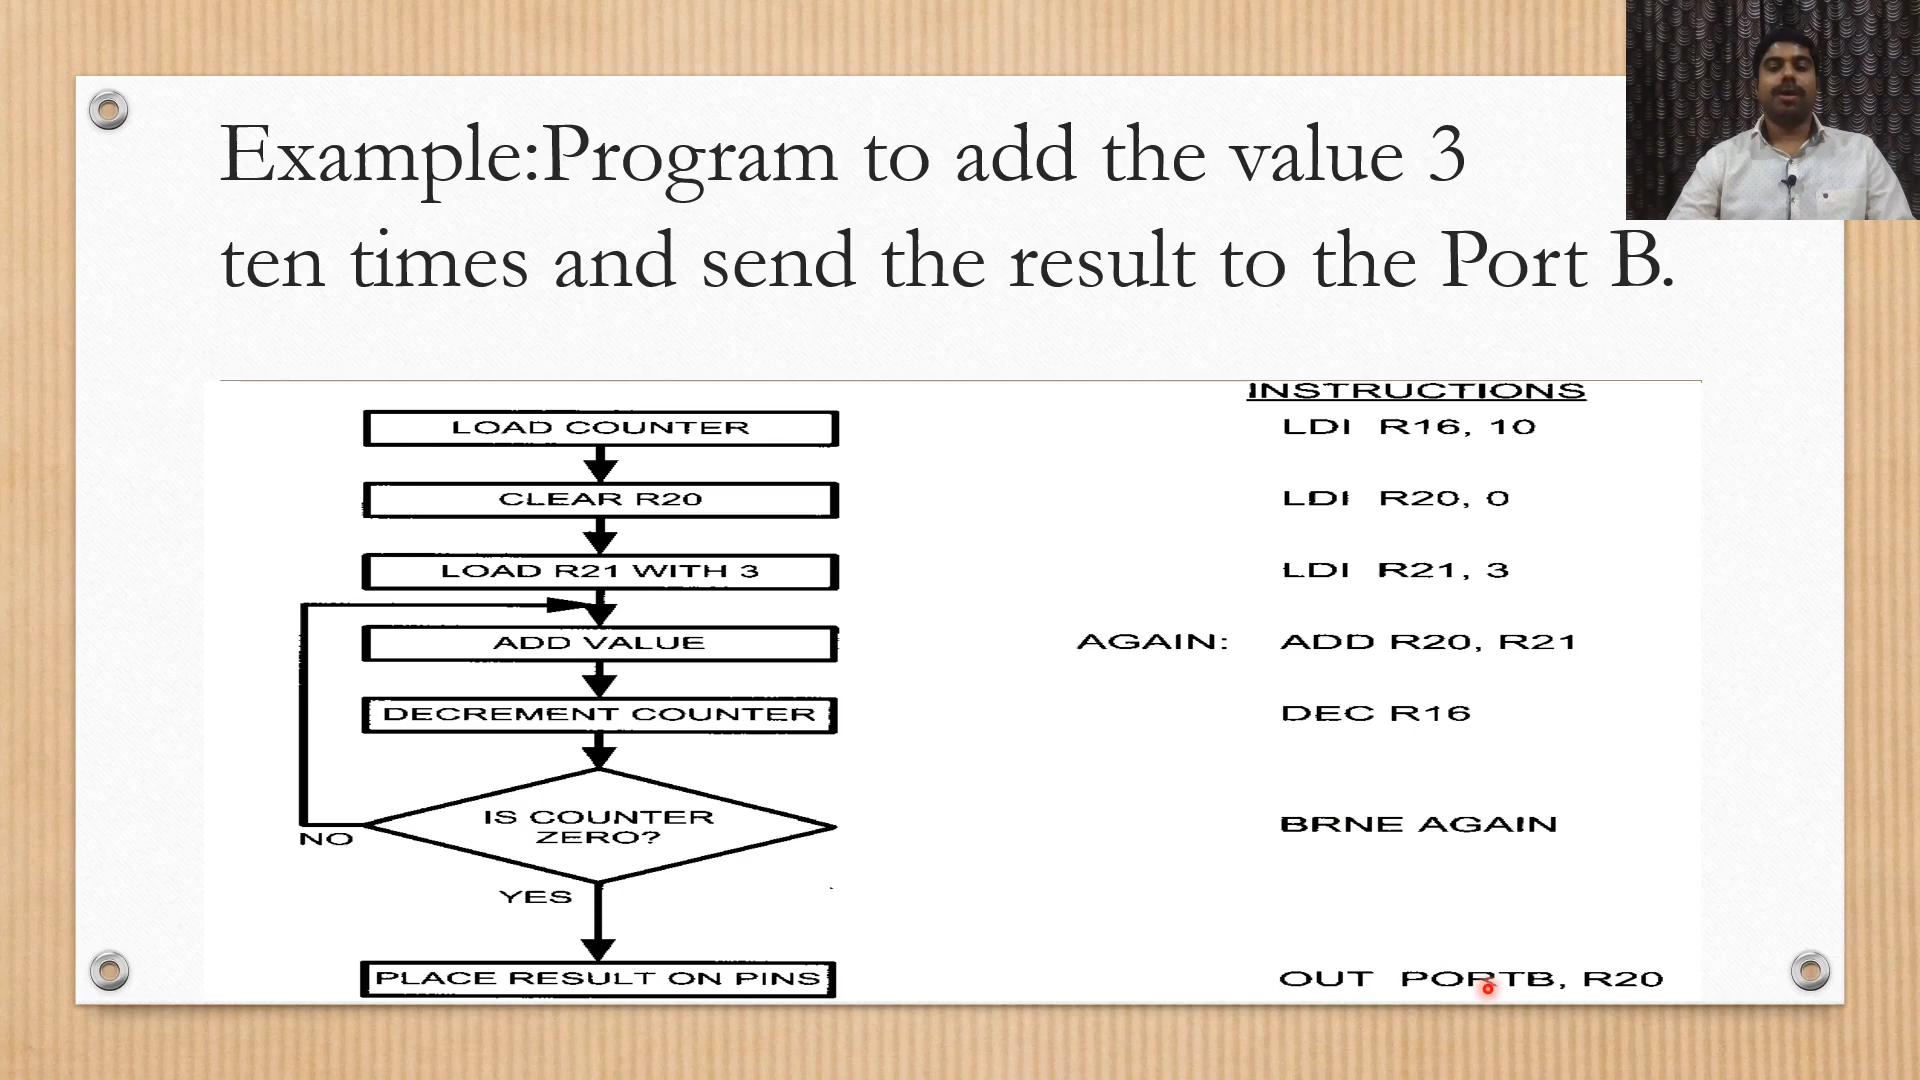 Example:Program to add the value 3
ten times and send the result to the Port B.
INSTRUCTIONS
LOAD COUNTER
LDI R16, 10
CLEAR R20
LDI R20, 0
LOAD R21 WITH 3
LDI R21, 3
ADD VALUE
AGAIN: ADD R20, R21
DECREMENT COUNTER
DEC R16
IS COUNTER
ZERO?
BRNE AGAIN
NO
YES
PLACE RESULT ON PINS
OUT PORTB, R20